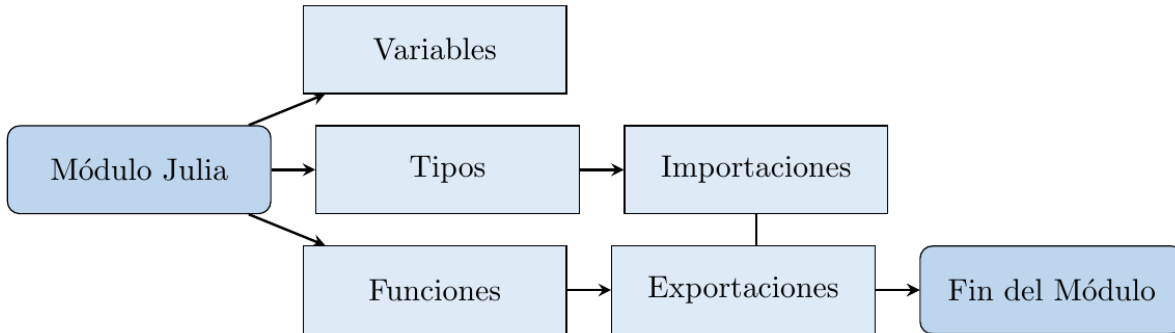 Variables
Módulo Julia
Tipos
Importaciones
Funciones
Exportaciones
Fin del Módulo